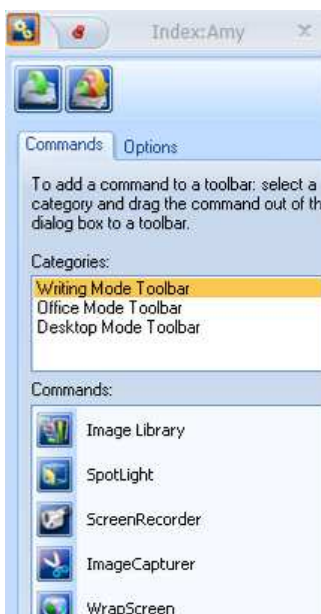 Index:Amy
Commands Options
To add a command to a toolbar: select a
category and drag the command out of th
dialog box to a toolbar.
Categories:
Writing Mode Toolbar
Office Mode Toolbar
Desktop Mode Toolbar
Commands:
Image Library
SpotLight
ScreenRecorder
ImageCapturer
WrapScreen